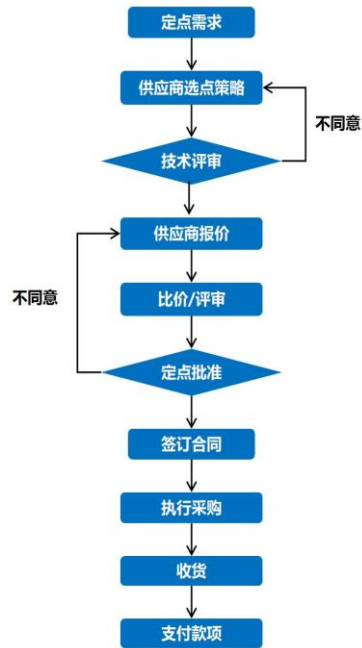 定点需求
供应商选点策略
不同意
技术评审
供应商报价
不同意
比价/评审
定点批准
签订合同
执行采购
收货
支付款项